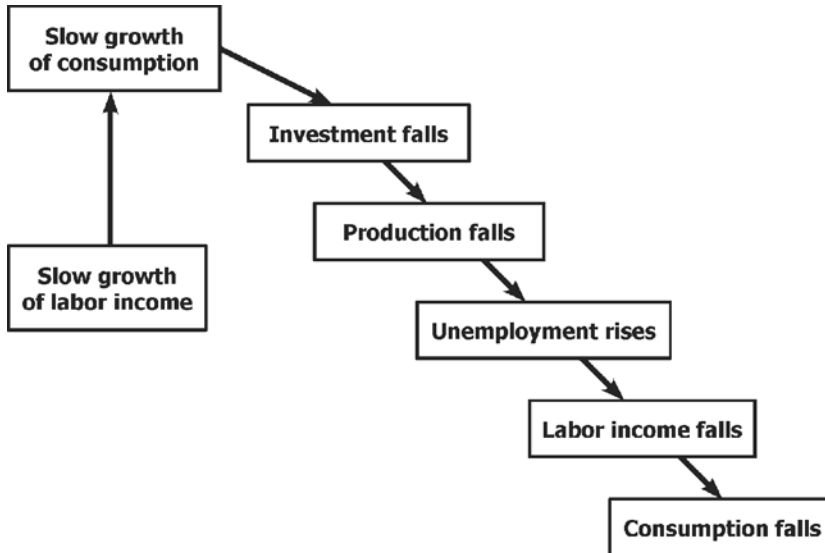 Slow growth
of consumption
Investment falls
Production falls
Slow growth
of labor income
Unemployment rises
Labor income falls
Consumption falls